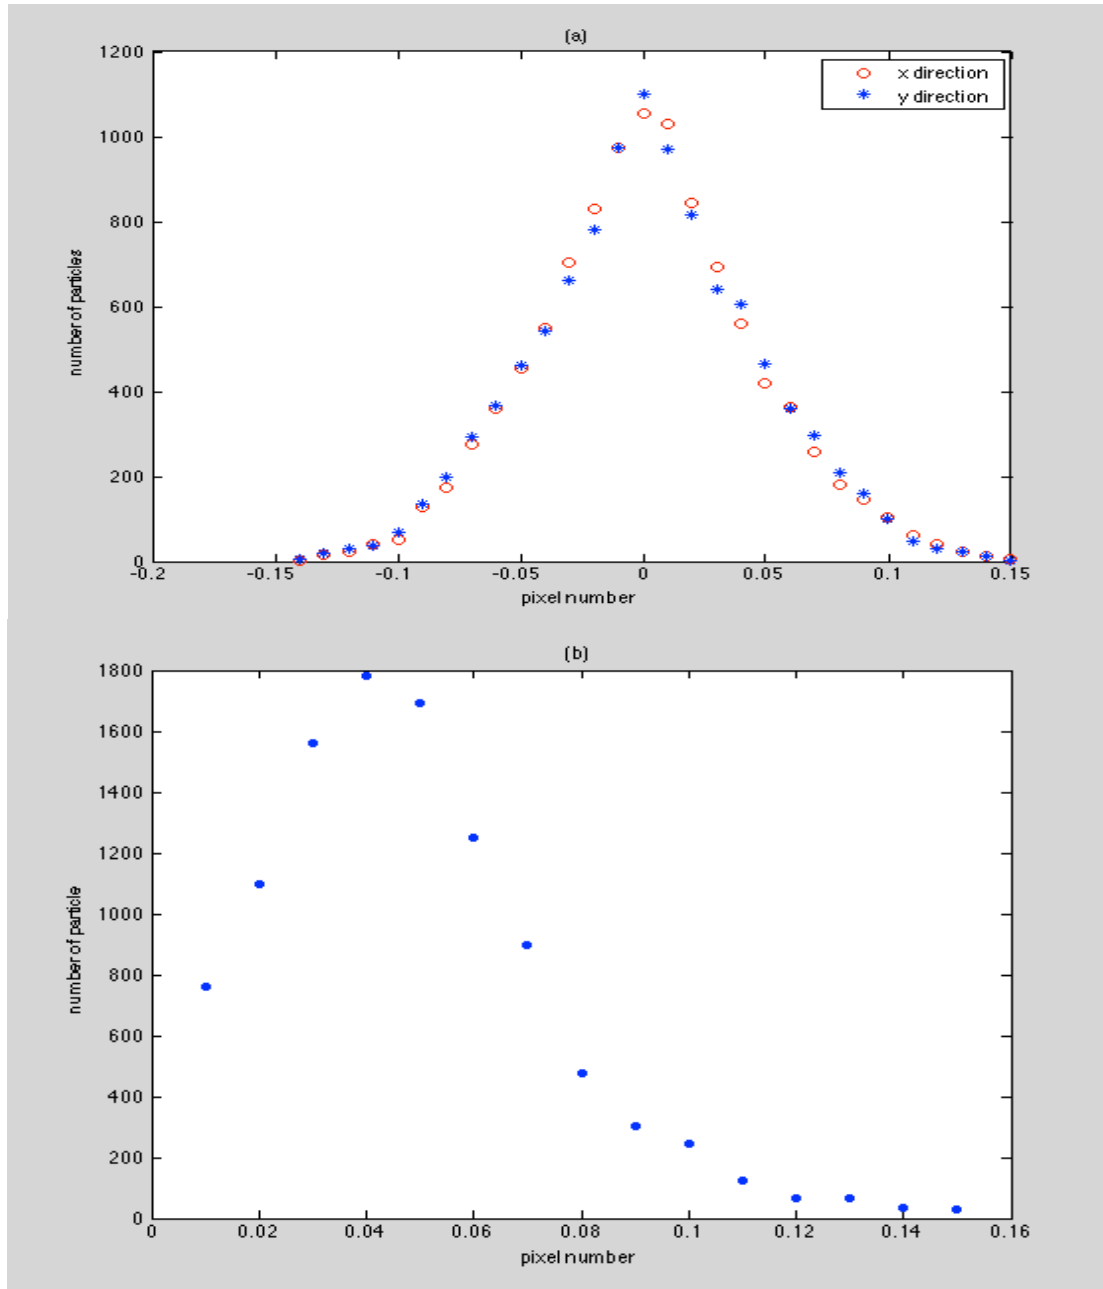 (a)
1200
1000
800
600
400
200
0
number of particles
x direction
y direction
-0.2 -0.15 -0.1 -0.05 0 0.05 0.1 0.15
pixel number
(b)
1800
1600
1400
1200
1000
800
600
400
200
0
number of particle
0 0.02 0.04 0.06 0.08 0.1 0.12 0.14 0.16
pixel number